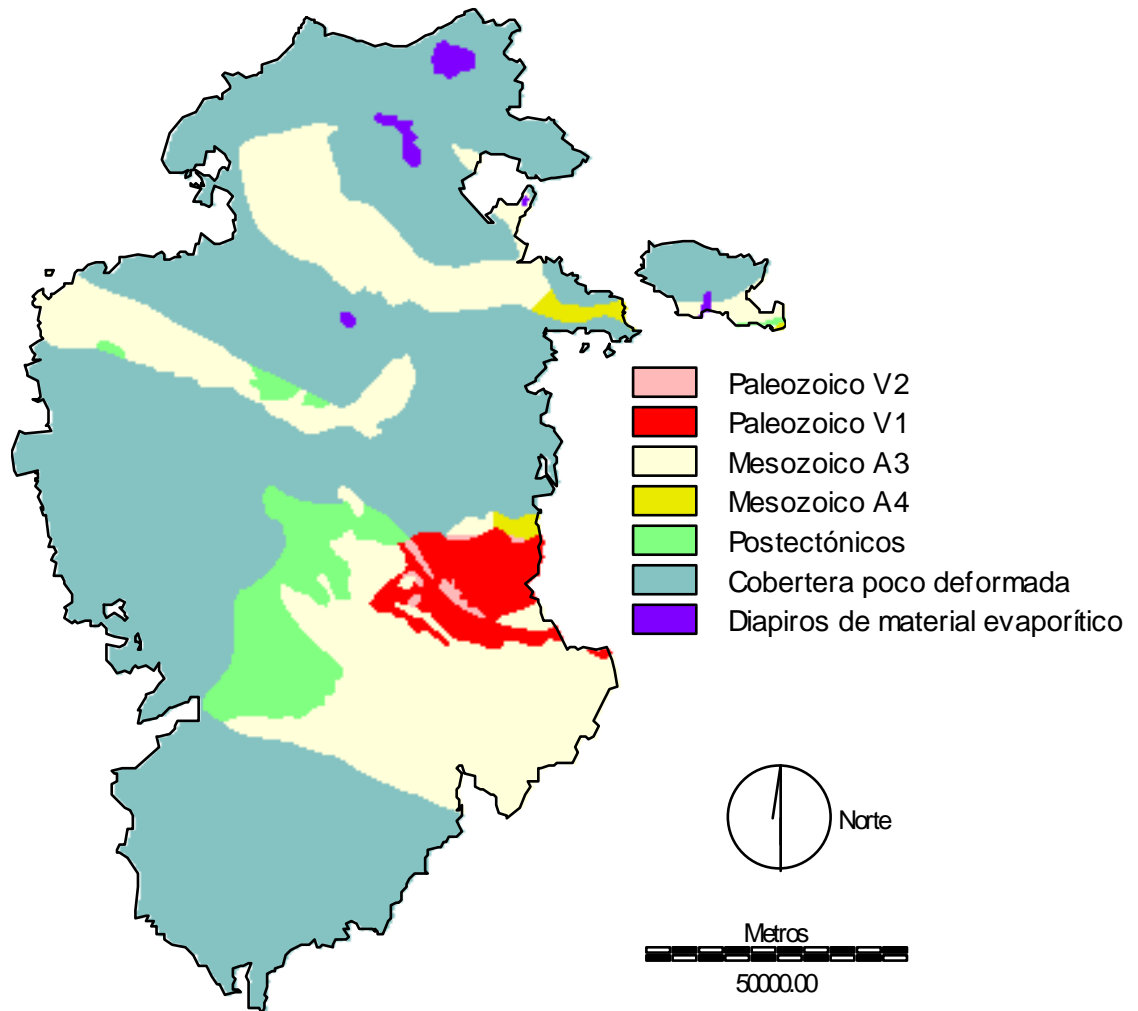 Paleozoico V2
Paleozoico V1
Mesozoico A3
Mesozoico A4
Postectónicos
Cobertera poco deformada
Diapiros de material evaporítico
Norte
Metros
50000.00